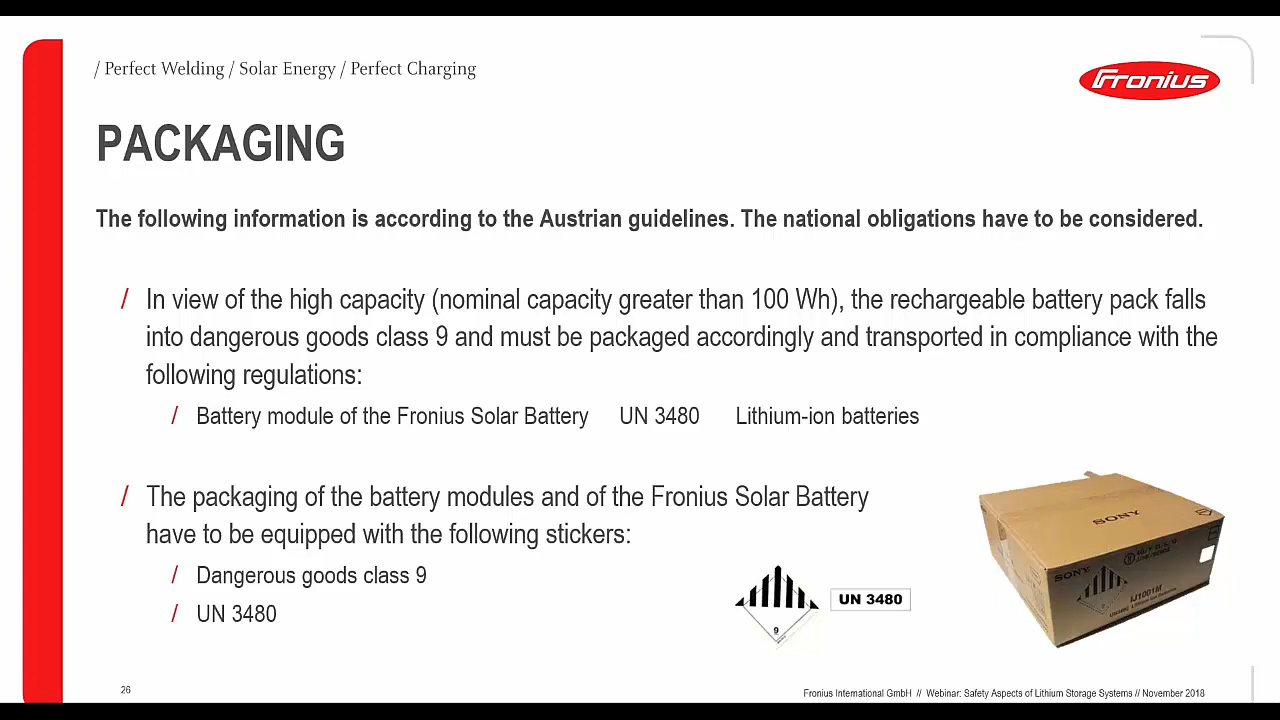 / Perfect Welding / Solar Energy / Perfect Charging
Fronius
PACKAGING
The following information is according to the Austrian guidelines. The national obligations have to be considered.
/ In view of the high capacity (nominal capacity greater than 100 Wh), the rechargeable battery pack falls
into dangerous goods class 9 and must be packaged accordingly and transported in compliance with the
following regulations:
/ Battery module of the Fronius Solar Battery UN 3480 Lithium-ion batteries
/ The packaging of the battery modules and of the Fronius Solar Battery
have to be equipped with the following stickers:
/ Dangerous goods class 9
/ UN 3480
9
UN 3480
SONY
SONY
IJ1001M
26
Fronius International GmbH // Webinar: Safety Aspects of Lithium Storage Systems // November 2018